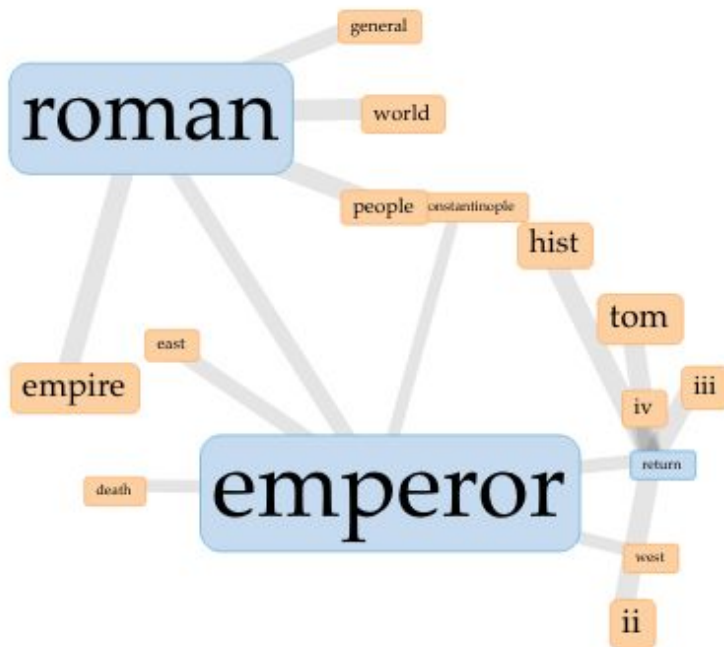 general
roman
world
people
onstantinople
hist
tom
east
empire
iii
iv
return
emperor
death
west
ii